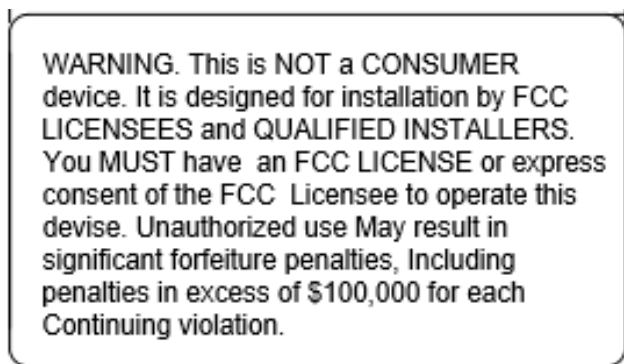 WARNING. This is NOT a CONSUMER
device. It is designed for installation by FCC
LICENSEES and QUALIFIED INSTALLERS.
You MUST have  an FCC LICENSE or express
consent of the FCC  Licensee to operate this
devise. Unauthorized use May result in
significant forfeiture penalties, Including
penalties in excess of $100,000 for each
Continuing violation.